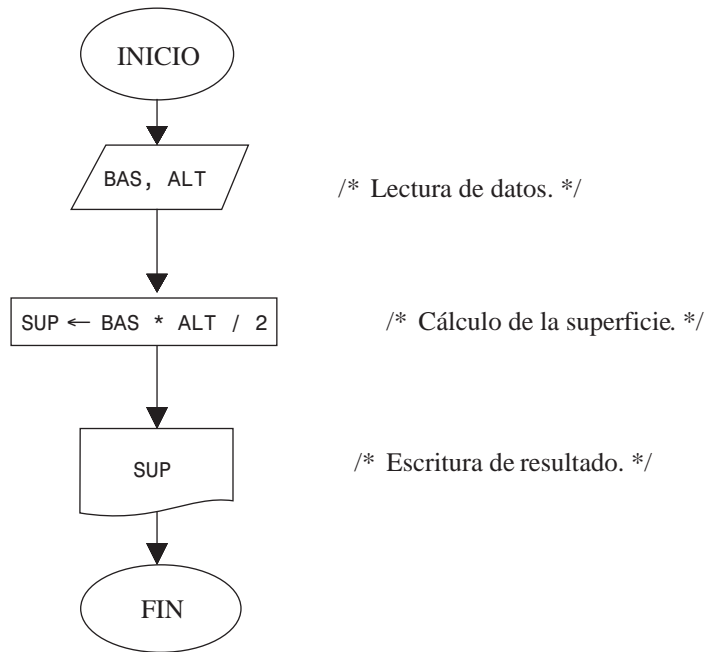 INICIO
BAS, ALT /* Lectura de datos. */
SUP ← BAS * ALT / 2 /* Cálculo de la superficie. */
SUP /* Escritura de resultado. */
FIN